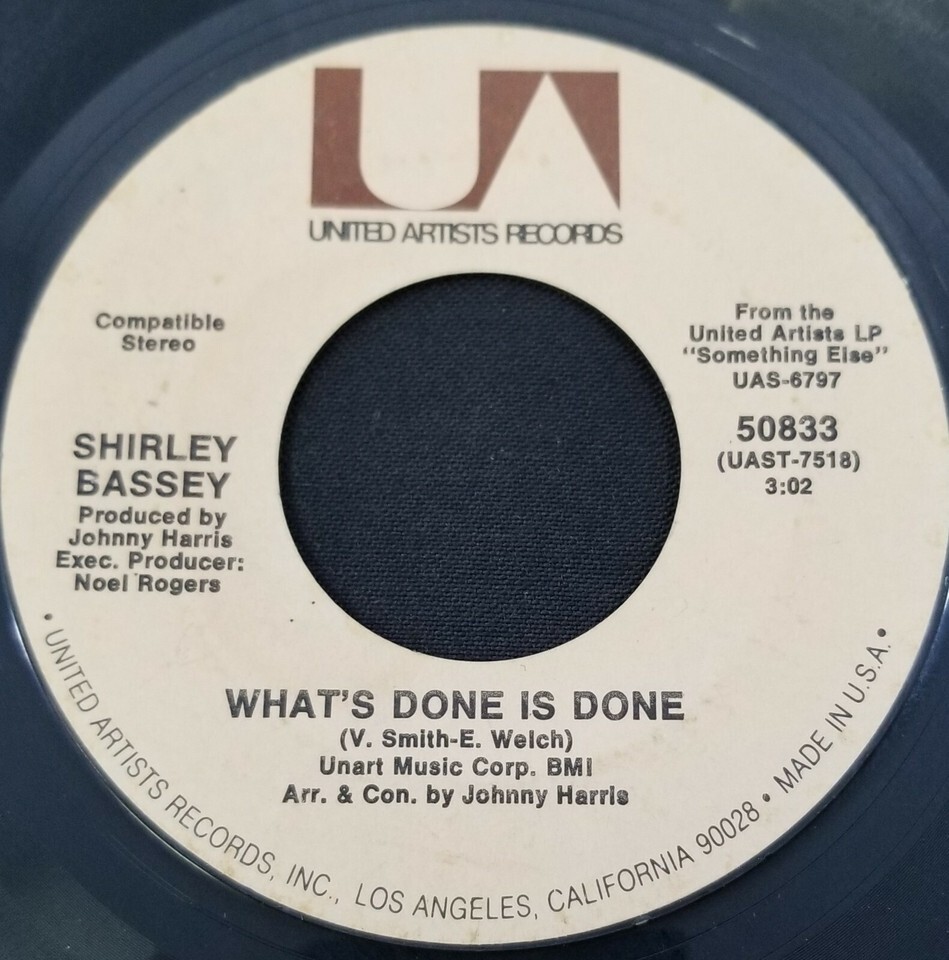 UA
UNITED ARTISTS RECORDS
Compatible
Stereo
From the
United Artists LP
"Something Else"
UAS-6797
50833
(UAST-7518)
3:02
SHIRLEY
BASSEY
Produced by
Johnny Harris
Exec. Producer:
Noel Rogers
WHAT'S DONE IS DONE
(V. Smith-E. Welch)
Unart Music Corp. BMI
Arr. & Con. by Johnny Harris
• UNITED ARTISTS RECORDS, INC., LOS ANGELES, CALIFORNIA 90028 • MADE IN U.S.A. •